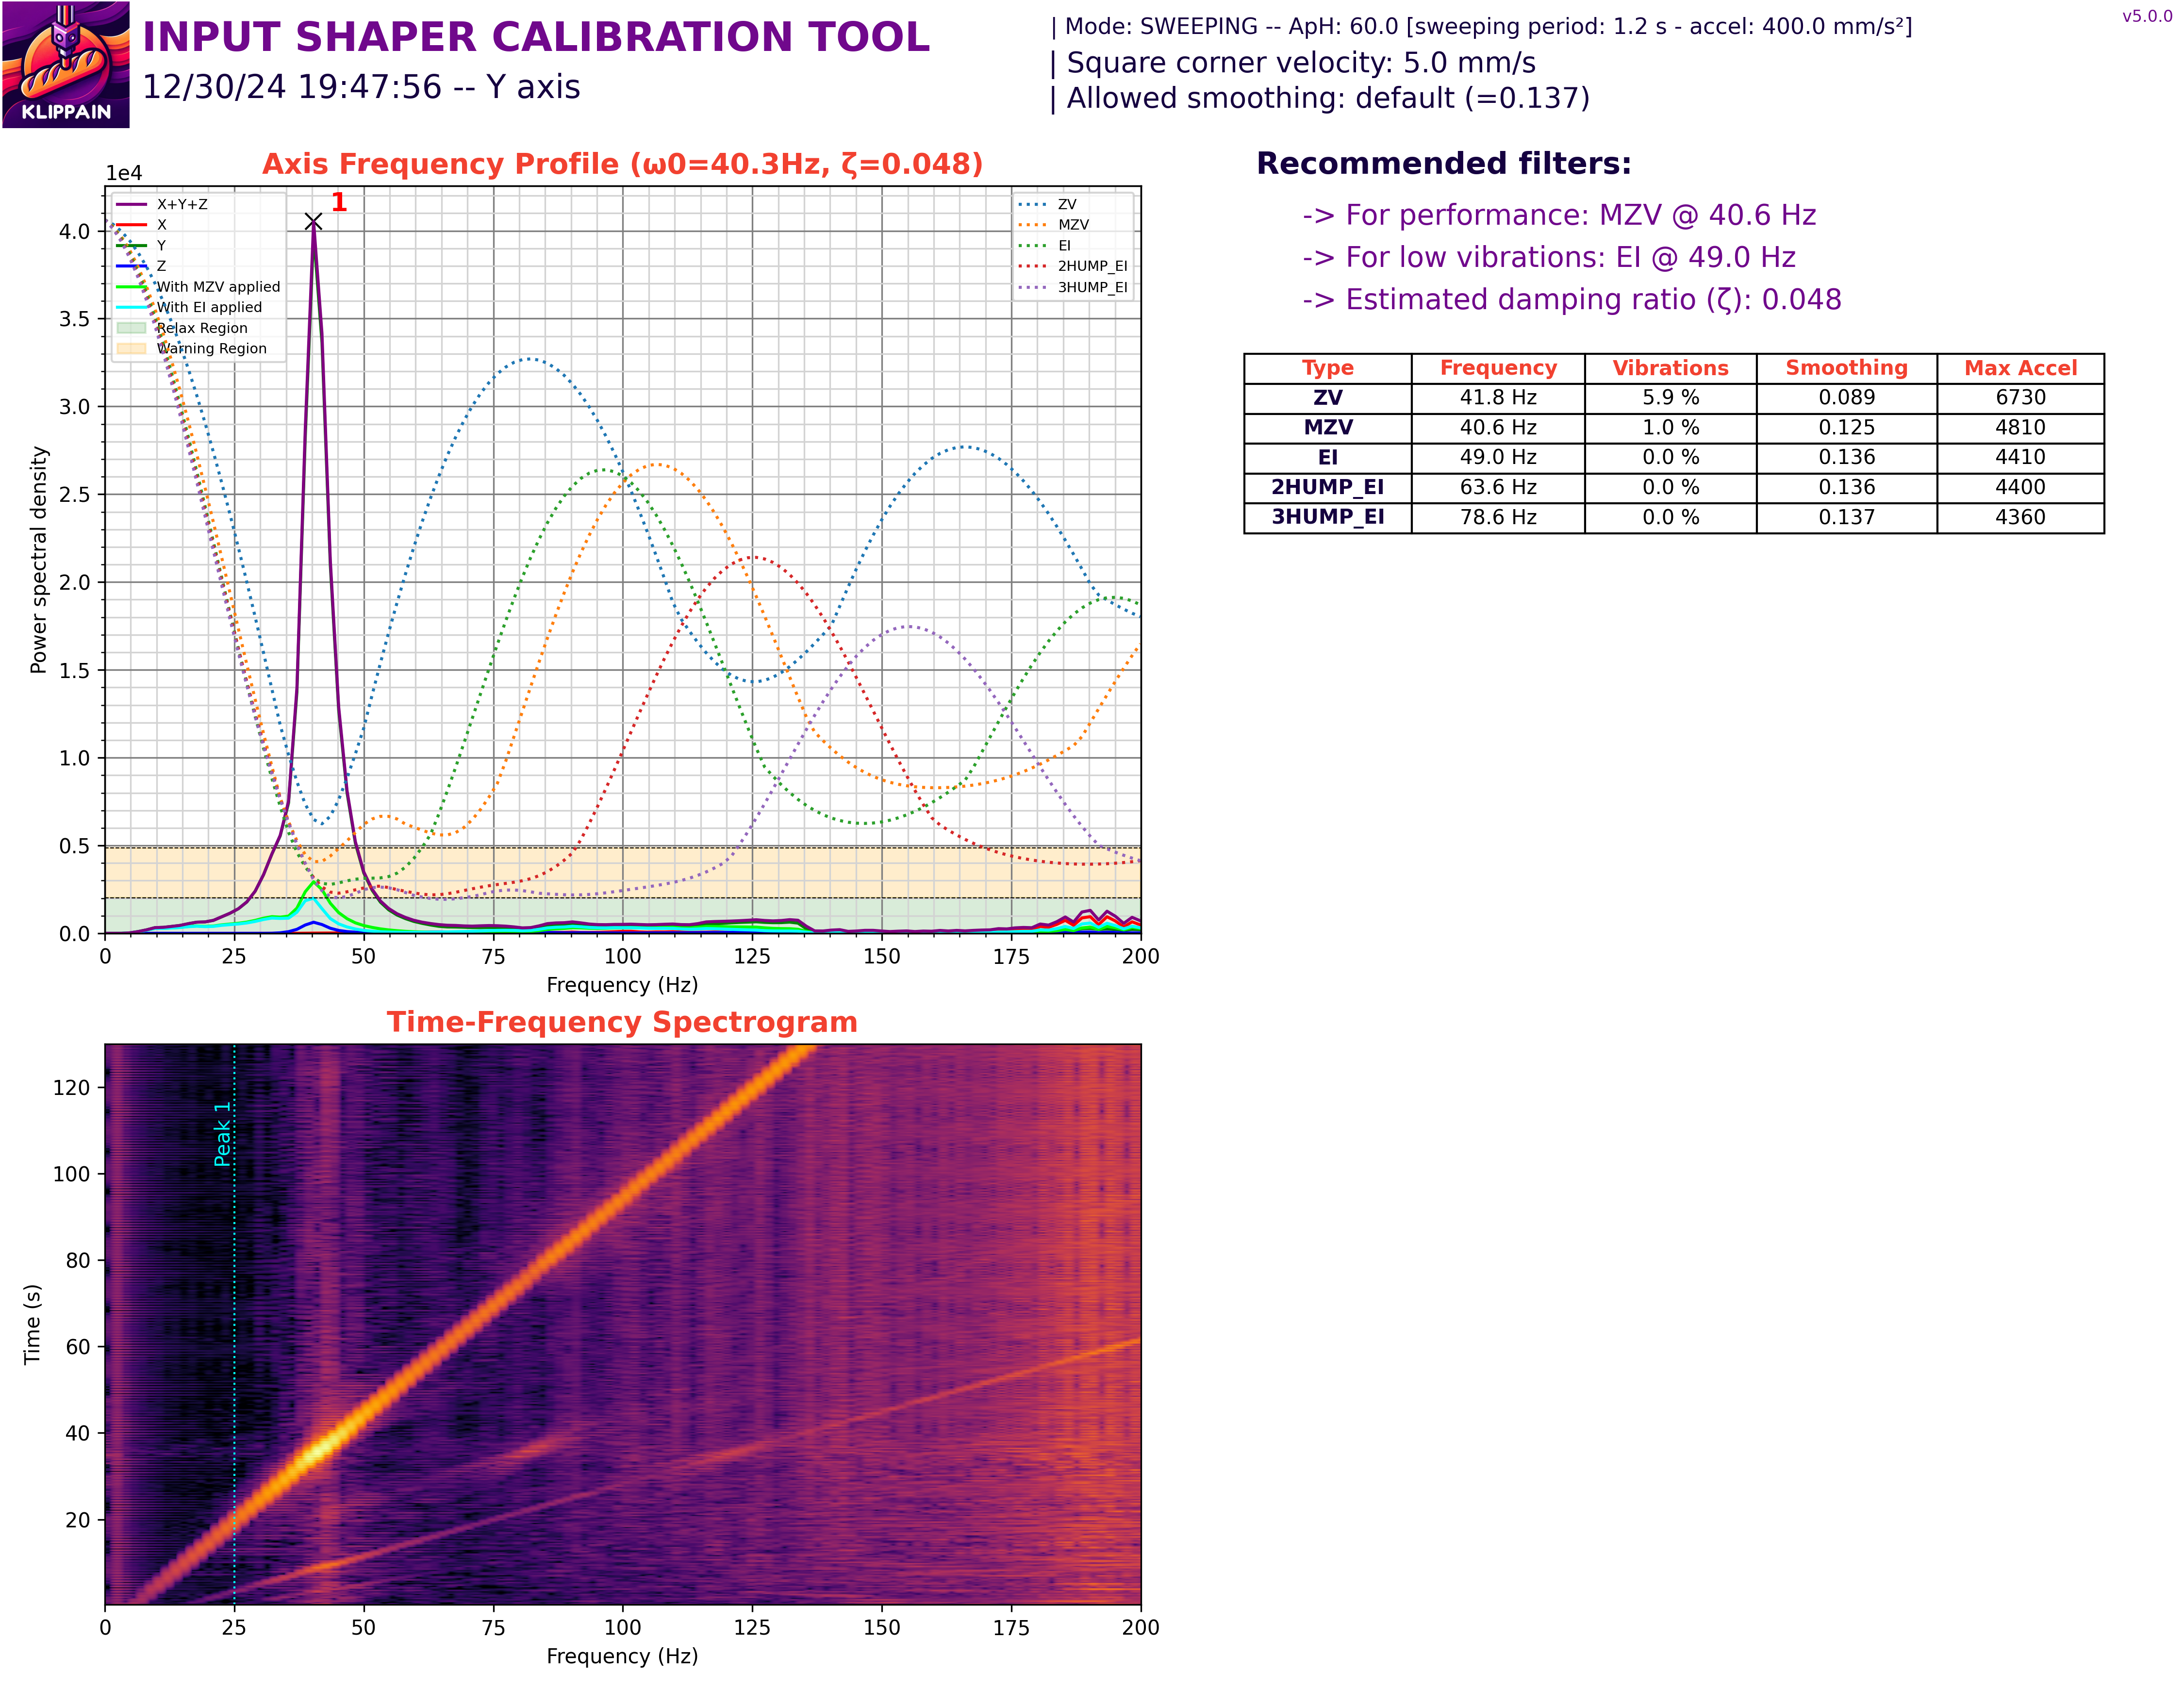 KLIPPAIN
INPUT SHAPER CALIBRATION TOOL
12/30/24 19:47:56 -- Y axis
| Mode: SWEEPING -- ApH: 60.0 [sweeping period: 1.2 s - accel: 400.0 mm/s²]
| Square corner velocity: 5.0 mm/s
| Allowed smoothing: default (=0.137)
v5.0.0
Axis Frequency Profile (ω0=40.3Hz, ζ=0.048)
1e4
1
X+Y+Z
X
Y
Z
With MZV applied
With EI applied
Relax Region
Warning Region
ZV
MZV
EI
2HUMP_EI
3HUMP_EI
Power spectral density
4.0
3.5
3.0
2.5
2.0
1.5
1.0
0.5
0.0
0 25 50 75 100 125 150 175 200
Frequency (Hz)
Recommended filters:
-> For performance: MZV @ 40.6 Hz
-> For low vibrations: EI @ 49.0 Hz
-> Estimated damping ratio (ζ): 0.048
Type Frequency Vibrations Smoothing Max Accel
ZV 41.8 Hz 5.9 % 0.089 6730
MZV 40.6 Hz 1.0 % 0.125 4810
EI 49.0 Hz 0.0 % 0.136 4410
2HUMP_EI 63.6 Hz 0.0 % 0.136 4400
3HUMP_EI 78.6 Hz 0.0 % 0.137 4360
Time-Frequency Spectrogram
Peak 1
Time (s)
120
100
80
60
40
20
0 25 50 75 100 125 150 175 200
Frequency (Hz)